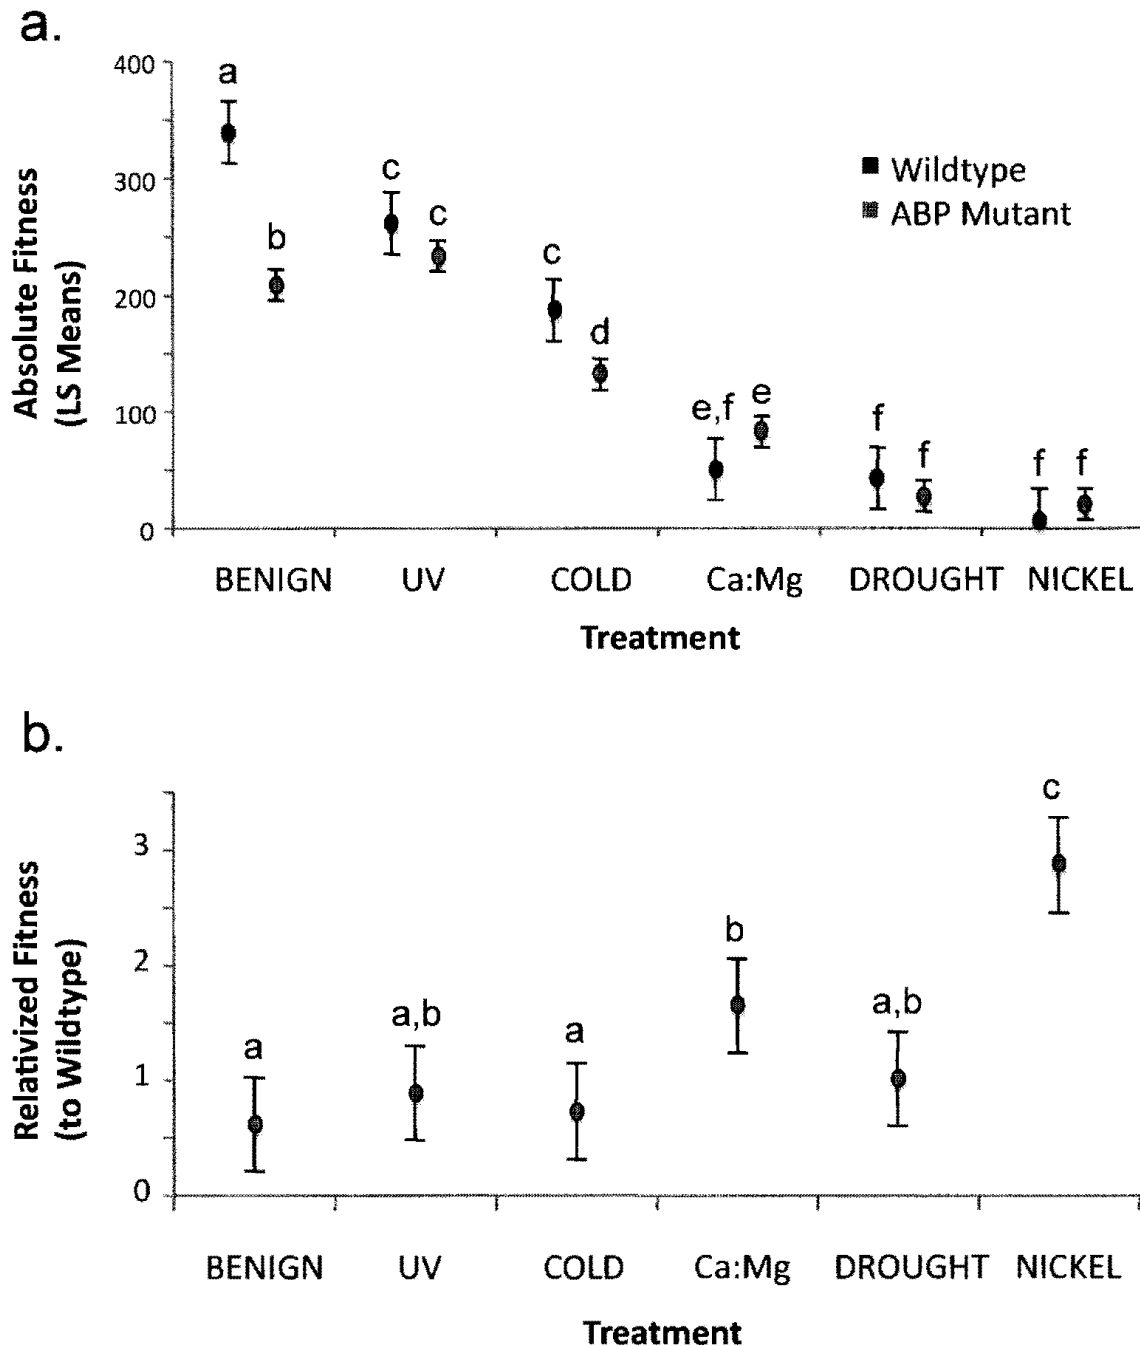 a.
400
300
200
100
0
Absolute Fitness
(LS Means)
a
b
c
c
c
d
e,f
e
f
f
f
f
Wildtype
ABP Mutant
BENIGN UV COLD Ca:Mg DROUGHT NICKEL
Treatment
b.
3
2
1
0
Relativized Fitness
(to Wildtype)
a
a,b
a
b
a,b
c
BENIGN UV COLD Ca:Mg DROUGHT NICKEL
Treatment